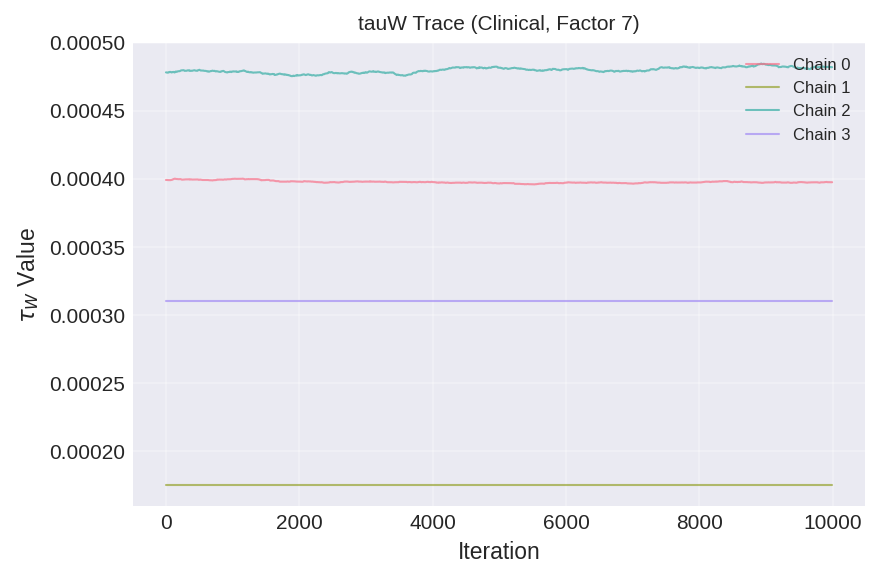 tauW Trace (Clinical, Factor 7)
0.00050
0.00045
0.00040
0.00035
0.00030
0.00025
0.00020
τW Value
Chain 0
Chain 1
Chain 2
Chain 3
0 2000 4000 6000 8000 10000
Iteration